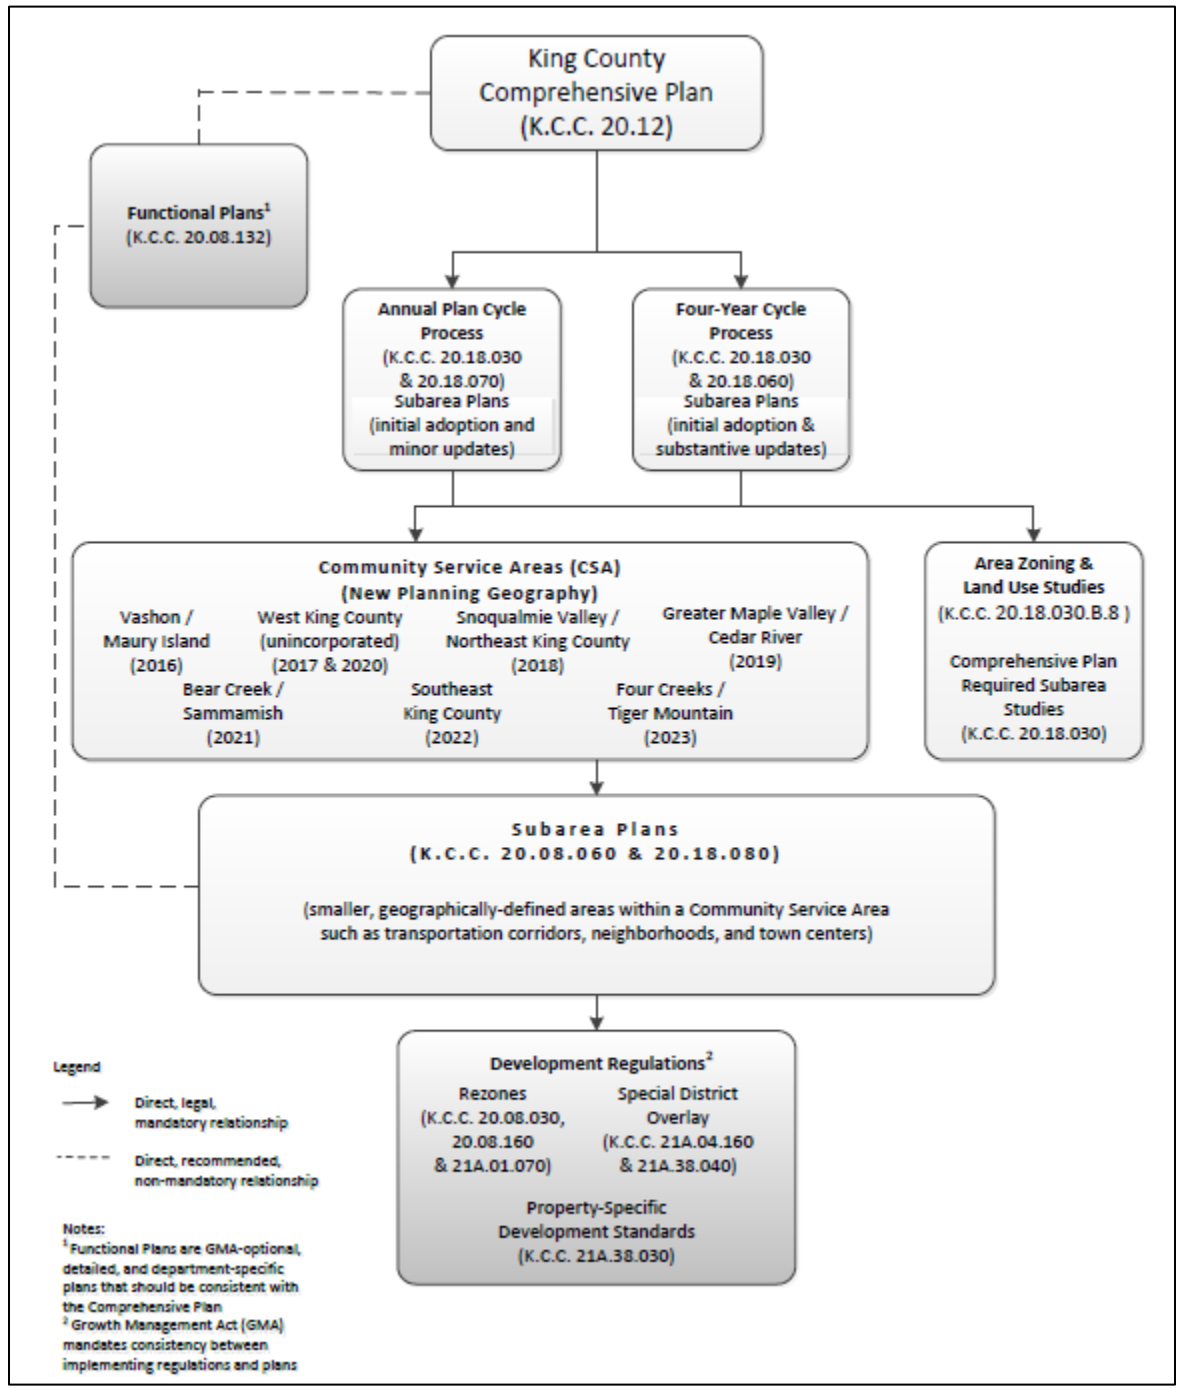 King County
Comprehensive Plan
(K.C.C. 20.12)
Functional Plans1
(K.C.C. 20.08.132)
Annual Plan Cycle
Process
(K.C.C. 20.18.030
& 20.18.070)
Subarea Plans
(initial adoption and
minor updates)
Four-Year Cycle
Process
(K.C.C. 20.18.030
& 20.18.060)
Subarea Plans
(initial adoption &
substantive updates)
Community Service Areas (CSA)
(New Planning Geography)
Vashon /
Maury Island
(2016)
West King County
(unincorporated)
(2017 & 2020)
Snoqualmie Valley /
Northeast King County
(2018)
Greater Maple Valley /
Cedar River
(2019)
Bear Creek /
Sammamish
(2021)
Southeast
King County
(2022)
Four Creeks /
Tiger Mountain
(2023)
Area Zoning &
Land Use Studies
(K.C.C. 20.18.030.B.8 )
Comprehensive Plan
Required Subarea
Studies
(K.C.C. 20.18.030)
Subarea Plans
(K.C.C. 20.08.060 & 20.18.080)
(smaller, geographically-defined areas within a Community Service Area
such as transportation corridors, neighborhoods, and town centers)
Development Regulations2
Rezones
(K.C.C. 20.08.030,
20.08.160
& 21A.01.070)
Special District
Overlay
(K.C.C. 21A.04.160
& 21A.38.040)
Property-Specific
Development Standards
(K.C.C. 21A.38.030)
Legend
Direct, legal,
mandatory relationship
Direct, recommended,
non-mandatory relationship
Notes:
1 Functional Plans are GMA-optional,
detailed, and department-specific
plans that should be consistent with
the Comprehensive Plan
2 Growth Management Act (GMA)
mandates consistency between
implementing regulations and plans